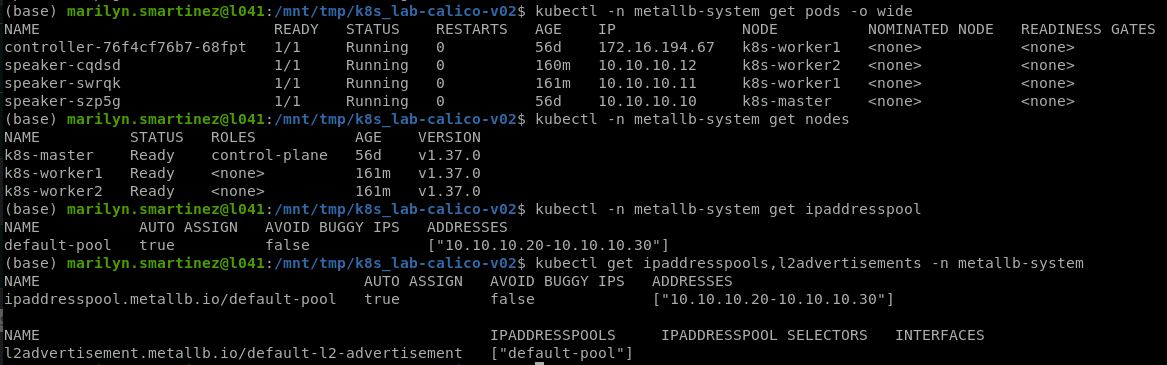 (base) marilyn.smartinez@l041:/mnt/tmp/k8s_lab-calico-v02$ kubectl -n metallb-system get pods -o wide
NAME                          READY   STATUS    RESTARTS   AGE    IP              NODE          NOMINATED NODE   READINESS GATES
controller-76f4cf76b7-68fpt   1/1     Running   0          56d    172.16.194.67   k8s-worker1   <none>           <none>
speaker-cqdsd                 1/1     Running   0          160m   10.10.10.12     k8s-worker2   <none>           <none>
speaker-swrqk                 1/1     Running   0          161m   10.10.10.11     k8s-worker1   <none>           <none>
speaker-szp5g                 1/1     Running   0          56d    10.10.10.10     k8s-master    <none>           <none>
(base) marilyn.smartinez@l041:/mnt/tmp/k8s_lab-calico-v02$ kubectl -n metallb-system get nodes
NAME          STATUS   ROLES           AGE    VERSION
k8s-master    Ready    control-plane   56d    v1.37.0
k8s-worker1   Ready    <none>          161m   v1.37.0
k8s-worker2   Ready    <none>          161m   v1.37.0
(base) marilyn.smartinez@l041:/mnt/tmp/k8s_lab-calico-v02$ kubectl -n metallb-system get ipaddresspool
NAME           AUTO ASSIGN   AVOID BUGGY IPS   ADDRESSES
default-pool   true          false             ["10.10.10.20-10.10.10.30"]
(base) marilyn.smartinez@l041:/mnt/tmp/k8s_lab-calico-v02$ kubectl get ipaddresspools,l2advertisements -n metallb-system
NAME                                    AUTO ASSIGN   AVOID BUGGY IPS   ADDRESSES
ipaddresspool.metallb.io/default-pool   true          false             ["10.10.10.20-10.10.10.30"]
NAME                                                  IPADDRESSPOOLS     IPADDRESSPOOL SELECTORS   INTERFACES
l2advertisement.metallb.io/default-l2-advertisement   ["default-pool"]